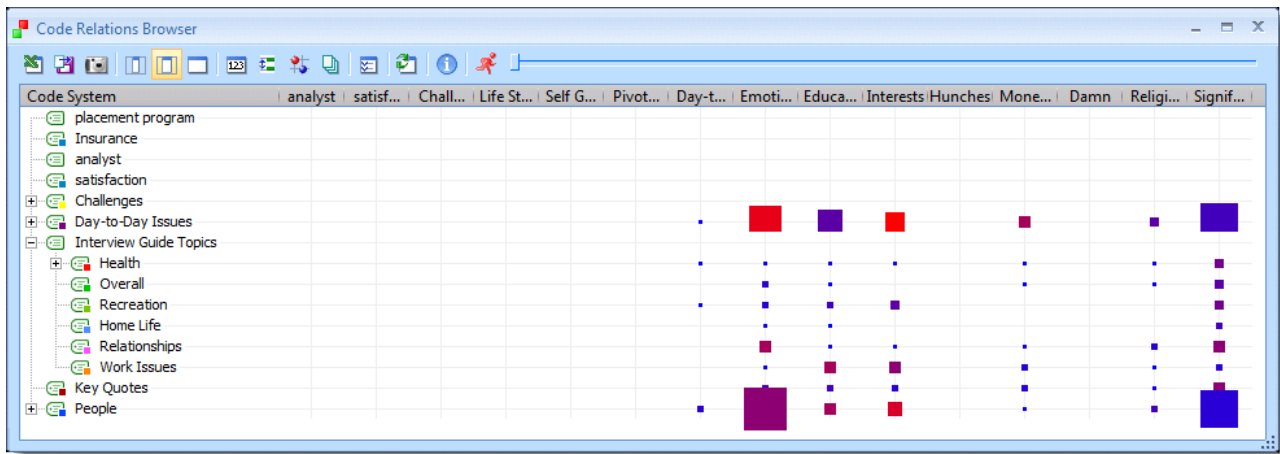 Code Relations Browser
123
Code System analyst satisf... Chall... Life St... Self G... Pivot... Day-t... Emoti... Educa... Interests Hunches Mone... Damn Religi... Signif...
placement program
Insurance
analyst
satisfaction
Challenges
Day-to-Day Issues
Interview Guide Topics
Health
Overall
Recreation
Home Life
Relationships
Work Issues
Key Quotes
People